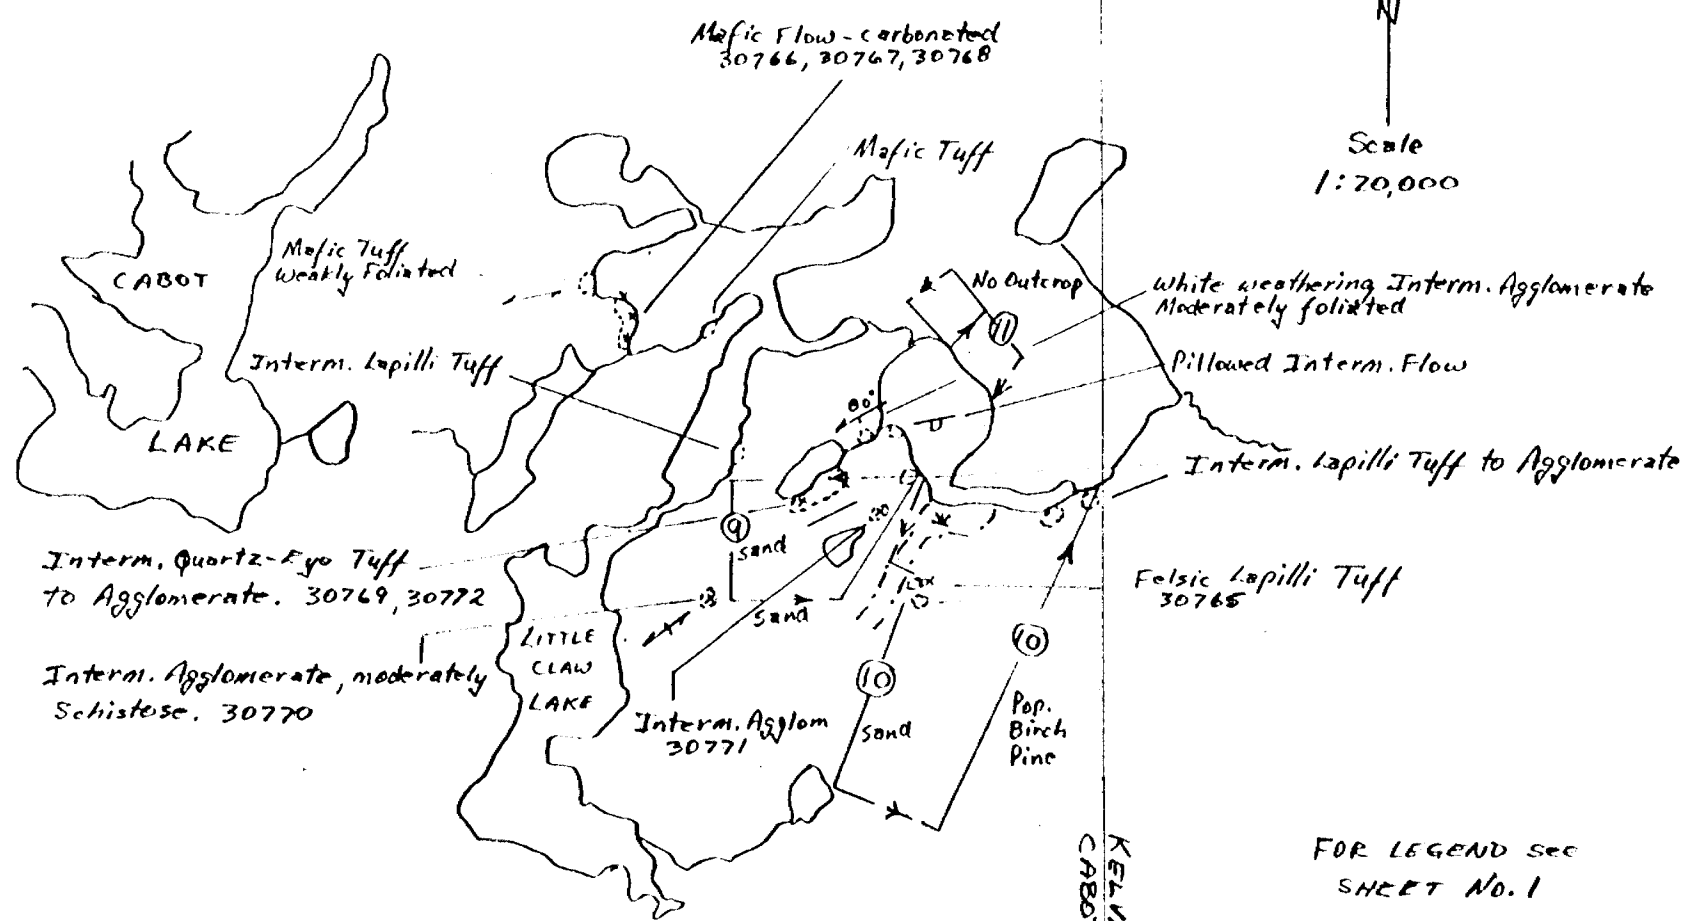 N
Mafic Flow-carbonated
30766, 30767, 30768
Mafic Tuff
Scale
1:20,000
Mafic Tuff
Weakly Foliated
CABOT
No Outcrop
White weathering Interm. Agglomerate
Moderately foliated
11
Interm. Lapilli Tuff
Pillowed Interm. Flow
80°
LAKE
Interm. Lapilli Tuff to Agglomerate
9
Sand
Interm. Quartz-Eye Tuff
to Agglomerate. 30769, 30772
Felsic Lapilli Tuff
30765
Sand
LITTLE
CLAW
LAKE
10
10
Interm. Agglomerate, moderately
Schistose. 30770
Interm. Agglom
30771
Sand
Pop.
Birch
Pine
KELV
CABO
FOR LEGEND see
SHEET No. 1